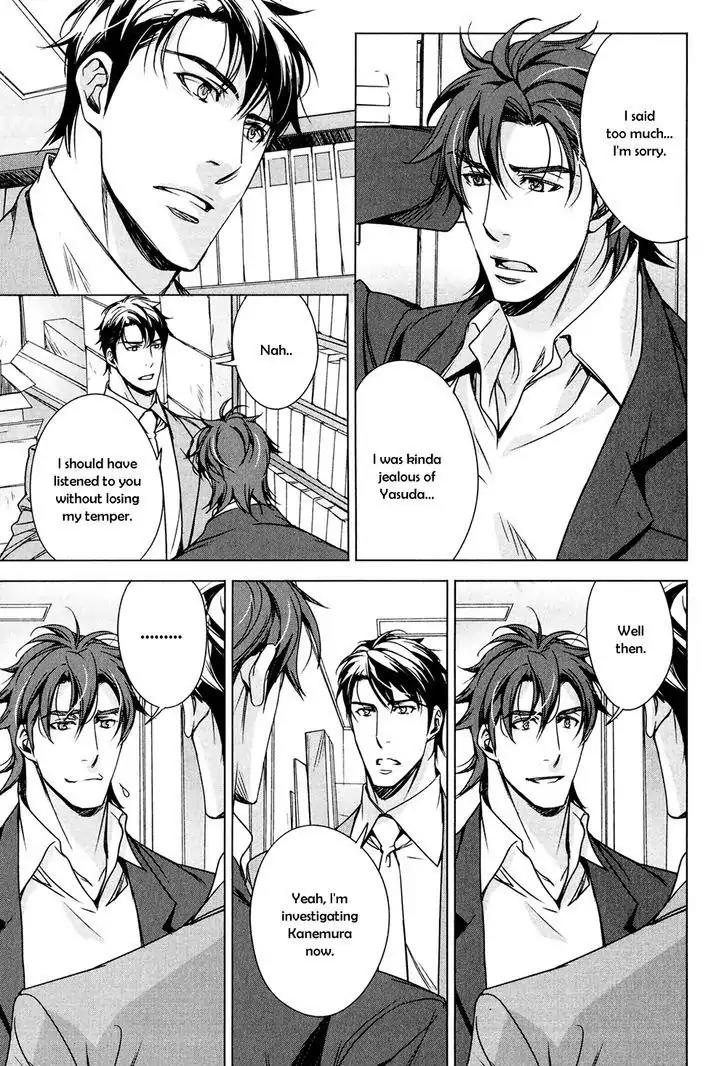 I said
too much...
I'm sorry.
I was kinda
jealous of
Yasuda...
Nah..
I should have
listened to you
without losing
my temper.
Well
then.
Yeah, I'm
investigating
Kanemura
now.
..........